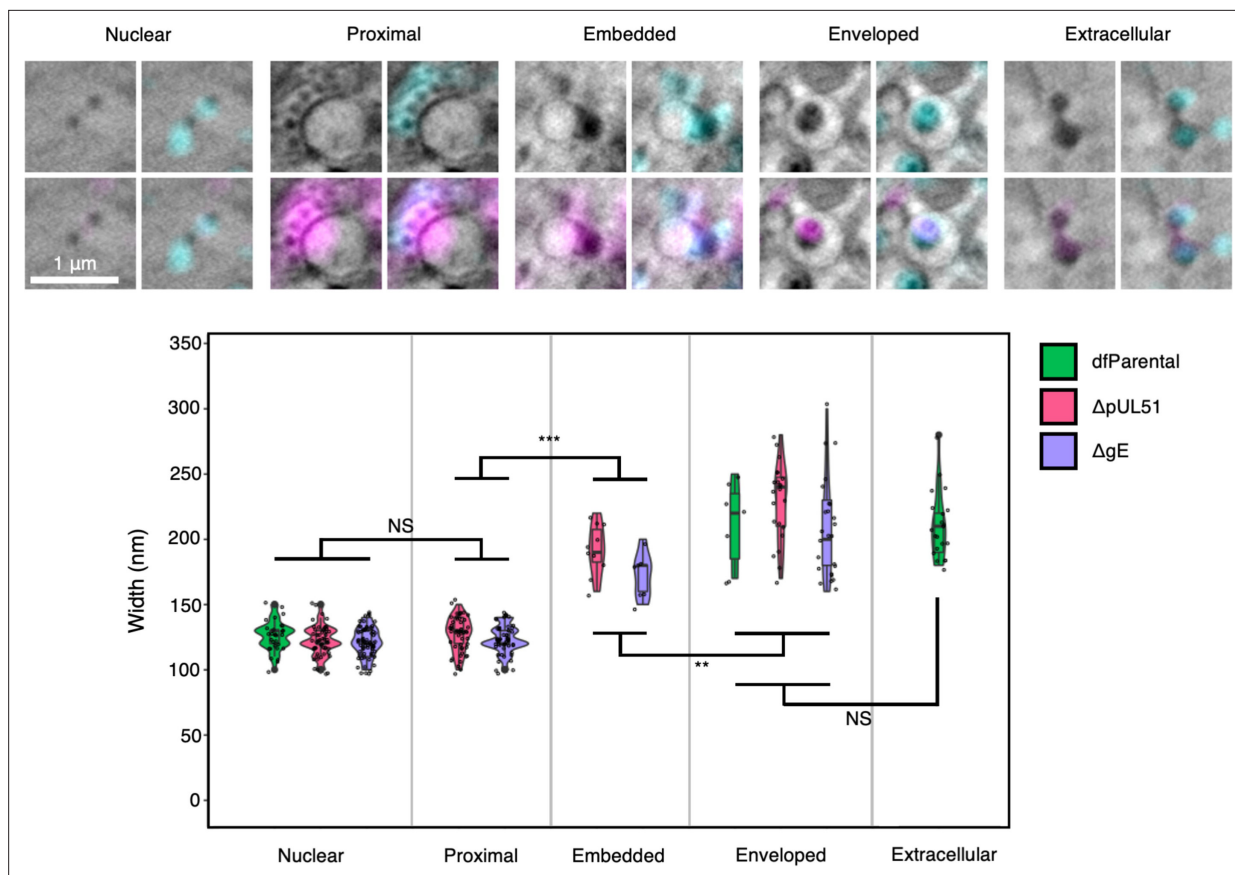 Nuclear Proximal Embedded Enveloped Extracellular
1 µm
350
300
250
200
150
100
50
0
Width (nm)
***
NS
**
NS
dfParental
ΔpUL51
ΔgE
Nuclear Proximal Embedded Enveloped Extracellular